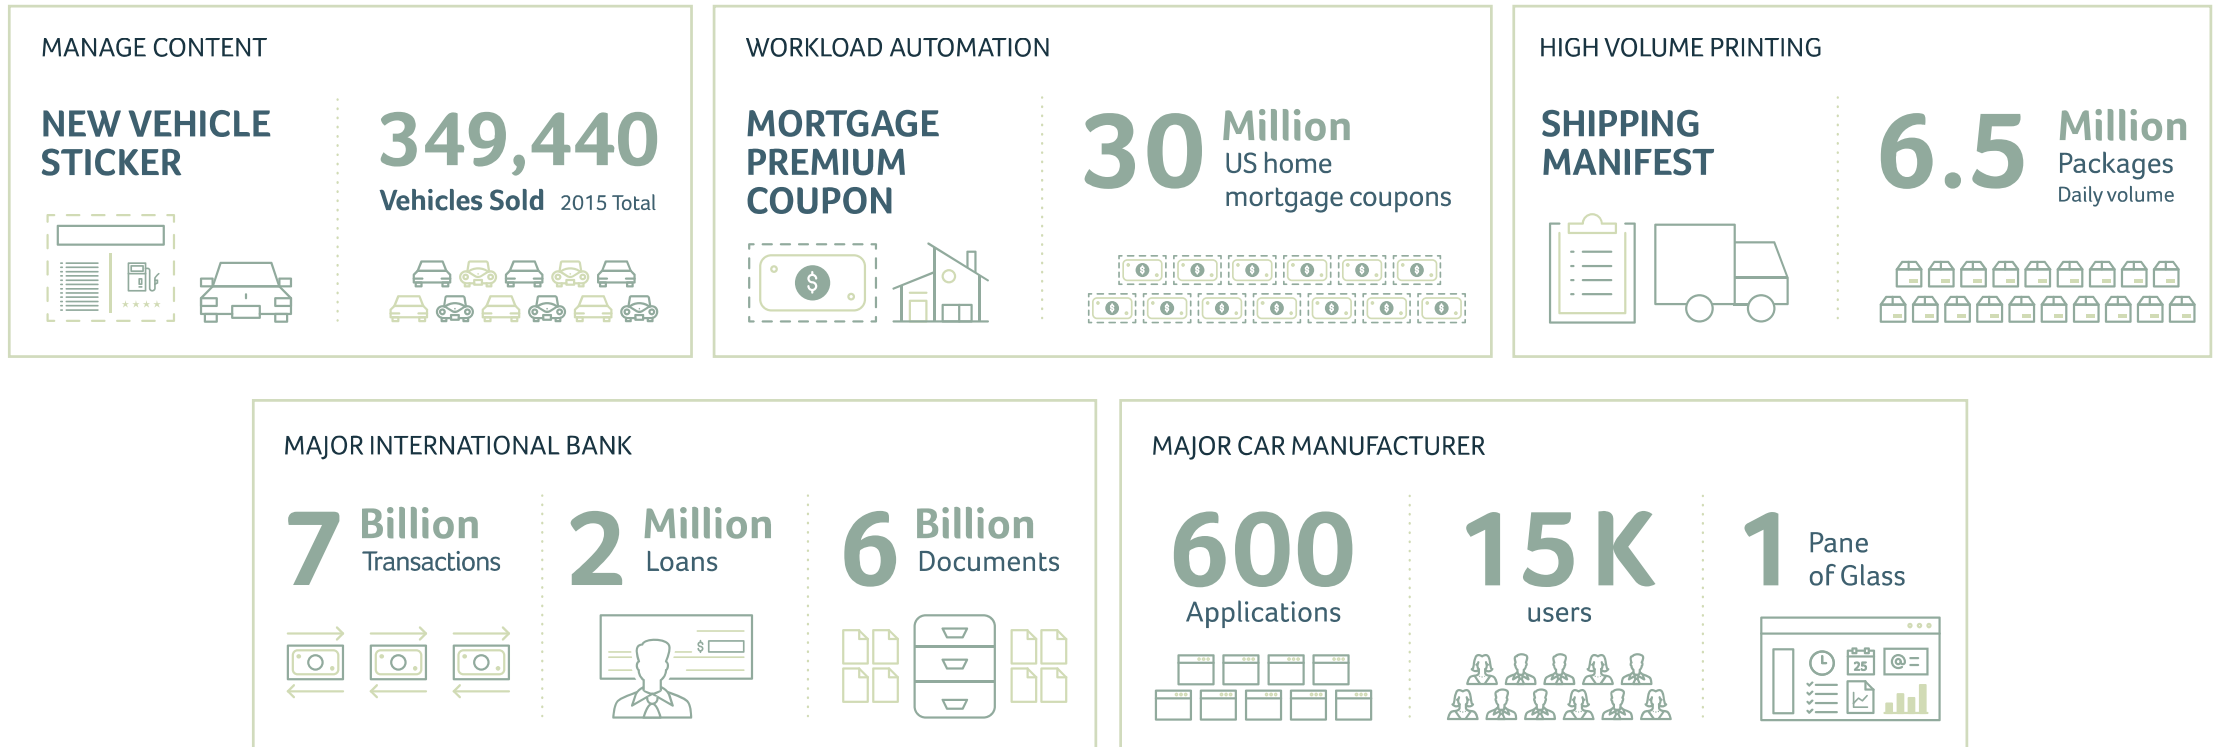 MANAGE CONTENT
NEW VEHICLE
STICKER
349,440
Vehicles Sold 2015 Total
WORKLOAD AUTOMATION
MORTGAGE
PREMIUM
COUPON
$
30 Million
US home
mortgage coupons
$ $ $ $ $ $
$ $ $ $ $ $ $
HIGH VOLUME PRINTING
SHIPPING
MANIFEST
6.5 Million
Packages
Daily volume
MAJOR INTERNATIONAL BANK
7 Billion
Transactions
2 Million
Loans
$
6 Billion
Documents
MAJOR CAR MANUFACTURER
600
Applications
15K
users
1 Pane
of Glass
25
@